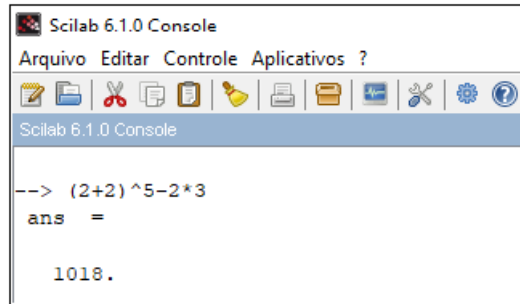 Scilab 6.1.0 Console
Arquivo Editar Controle Aplicativos ?
Scilab 6.1.0 Console
--> (2+2)^5-2*3
ans =
1018.